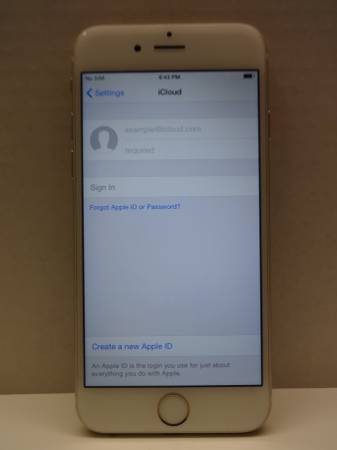 No SIM 6:43 PM
Settings iCloud
example@icloud.com
required
Sign In
Forgot Apple ID or Password?
Create a new Apple ID
An Apple ID is the login you use for just about
everything you do with Apple.